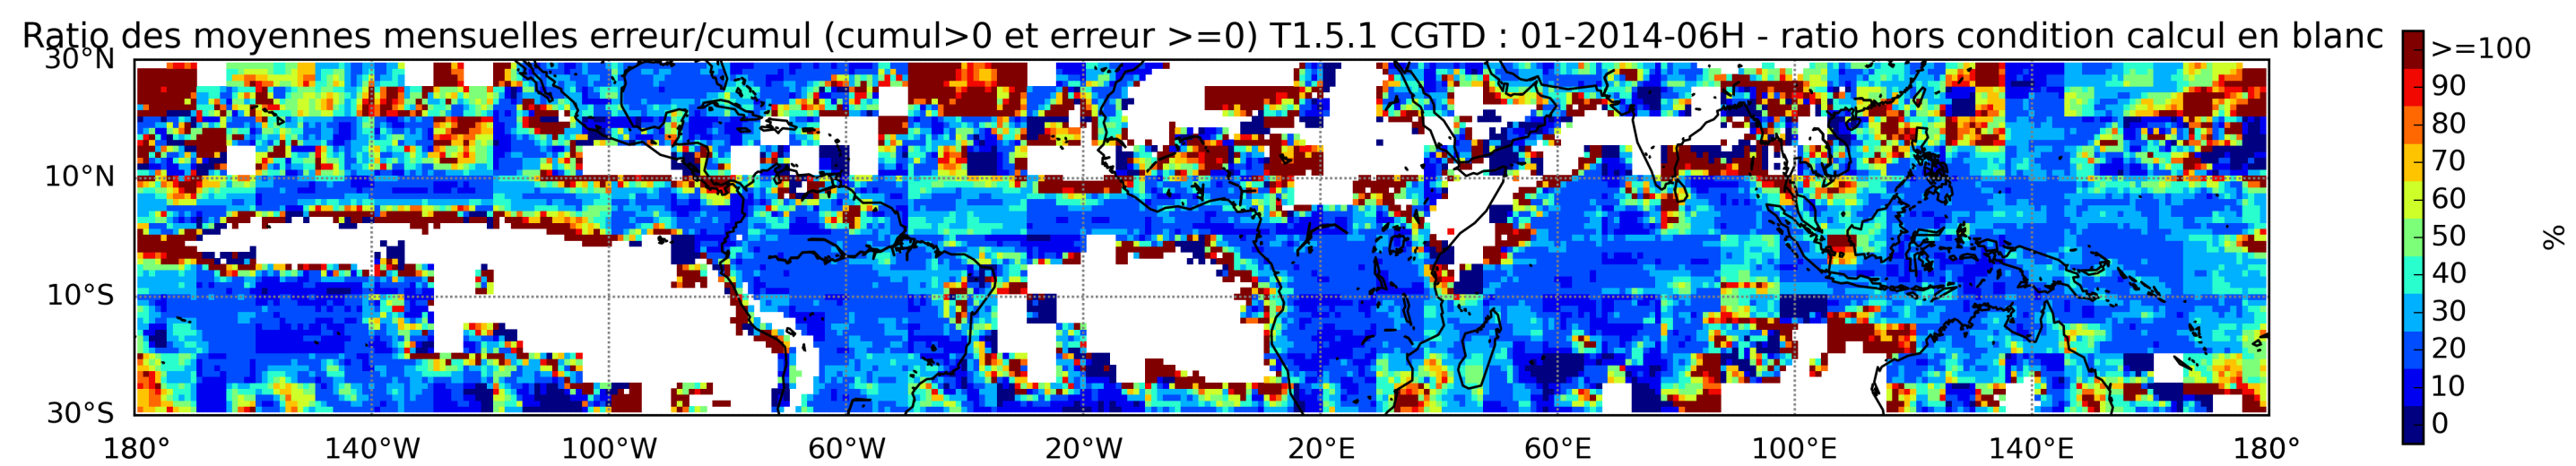 Ratio des moyennes mensuelles erreur/cumul (cumul>0 et erreur >=0) T1.5.1 CGTD : 01-2014-06H - ratio hors condition calcul en blanc
30°N
10°N
10°S
30°S
180° 140°W 100°W 60°W 20°W 20°E 60°E 100°E 140°E 180°
>=100
90
80
70
60
50
40
30
20
10
0
%